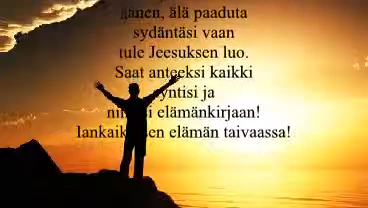 älä paaduta
sydäntäsi vaan
tule Jeesuksen luo.
Saat anteeksi kaikki
ja
elämänkirjaan!
elämän taivaassa!